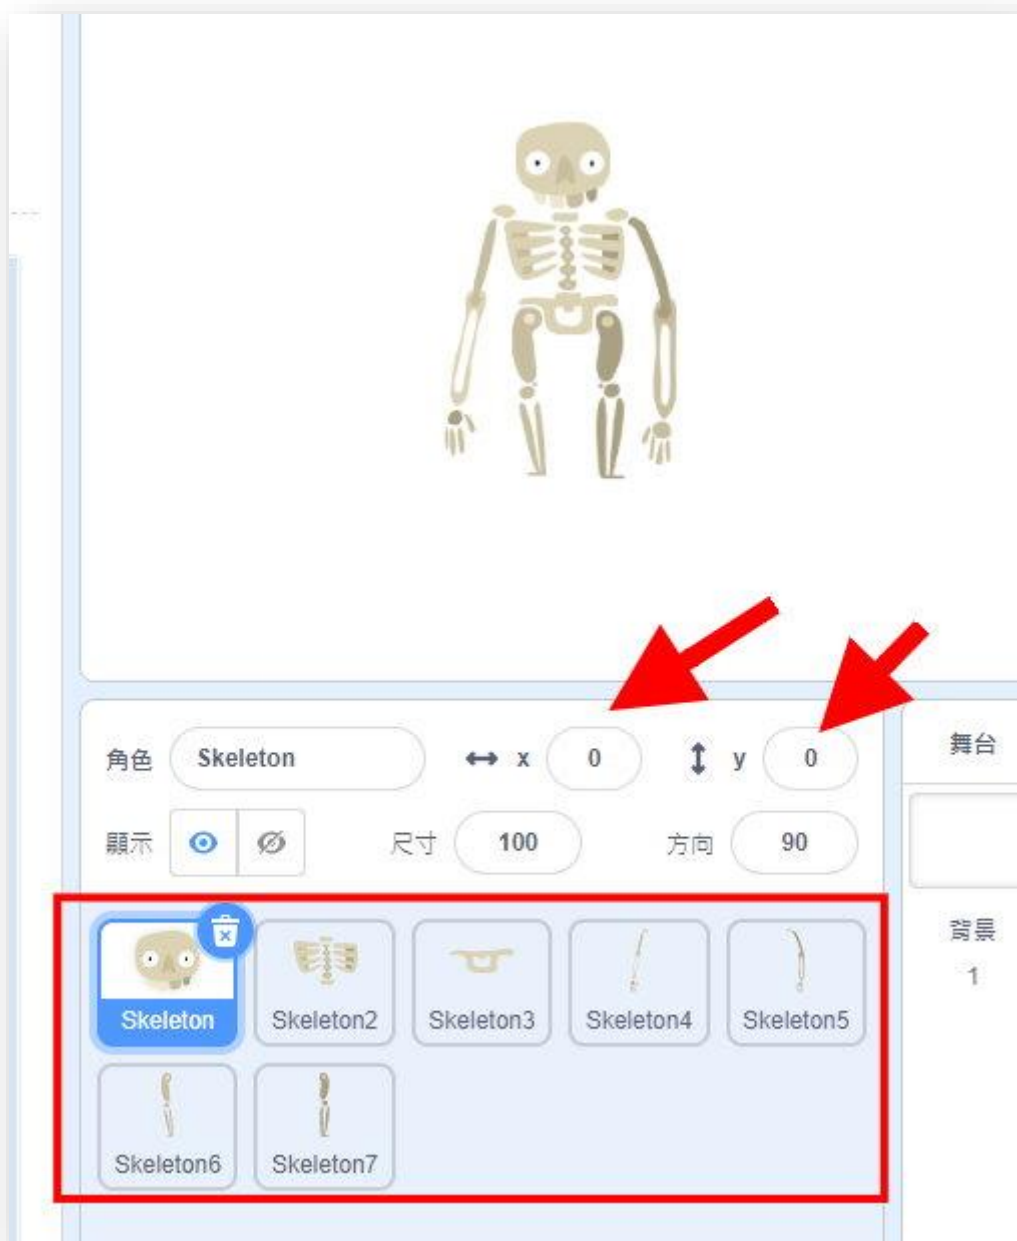 角色 Skeleton x 0 y 0
舞台
顯示 尺寸 100 方向 90
背景
1
Skeleton Skeleton2 Skeleton3 Skeleton4 Skeleton5
Skeleton6 Skeleton7